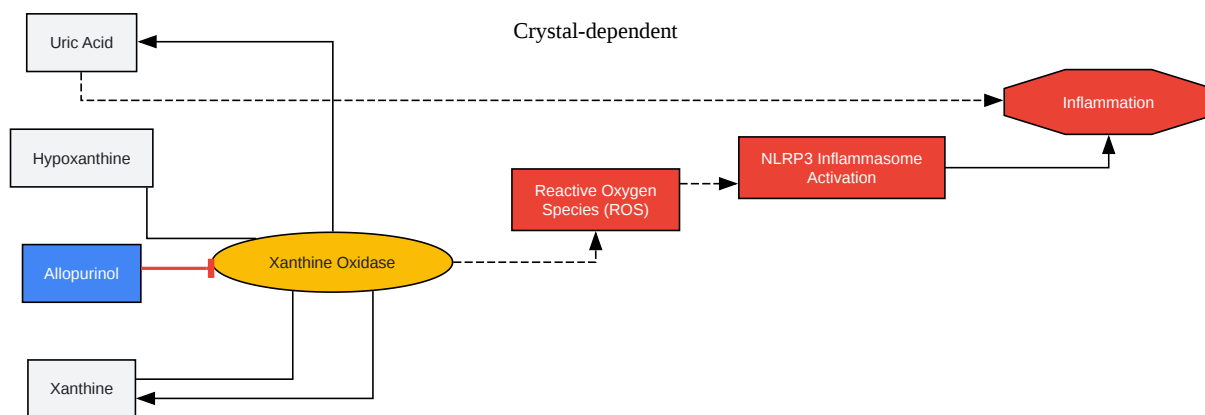 Crystal-dependent
Uric Acid
Inflammation
Hypoxanthine
NLRP3 Inflammasome
Activation
Reactive Oxygen
Species (ROS)
Allopurinol
Xanthine Oxidase
Xanthine